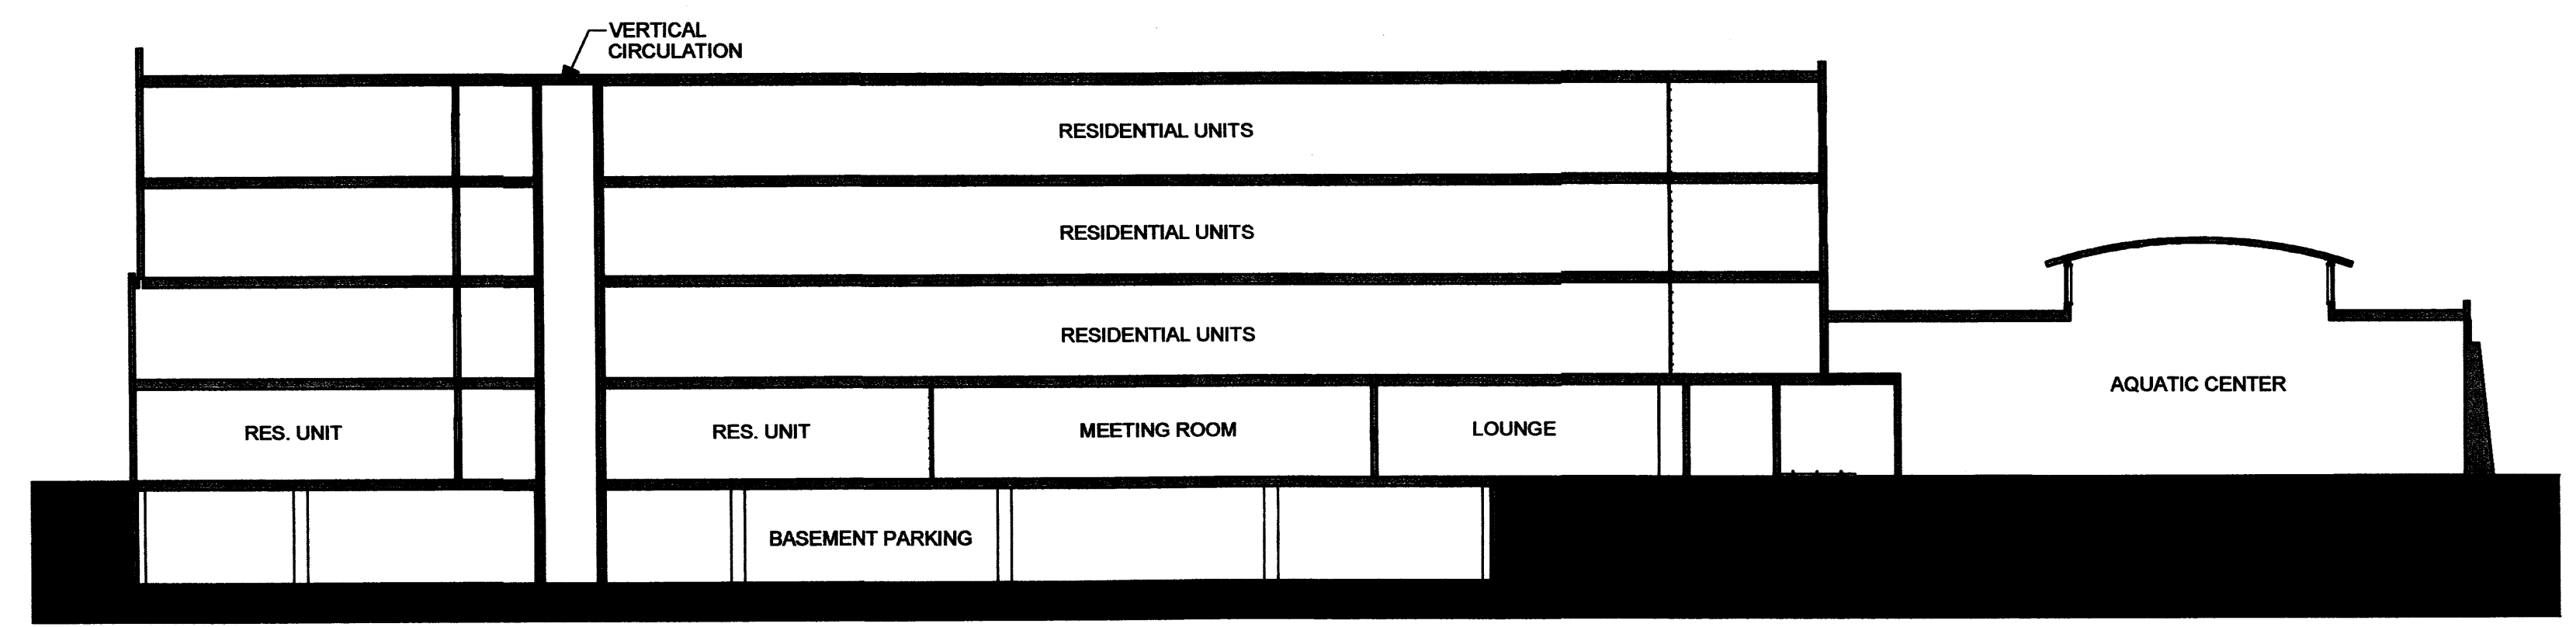 VERTICAL
CIRCULATION
RESIDENTIAL UNITS
RESIDENTIAL UNITS
RESIDENTIAL UNITS
AQUATIC CENTER
RES. UNIT
RES. UNIT
MEETING ROOM
LOUNGE
BASEMENT PARKING